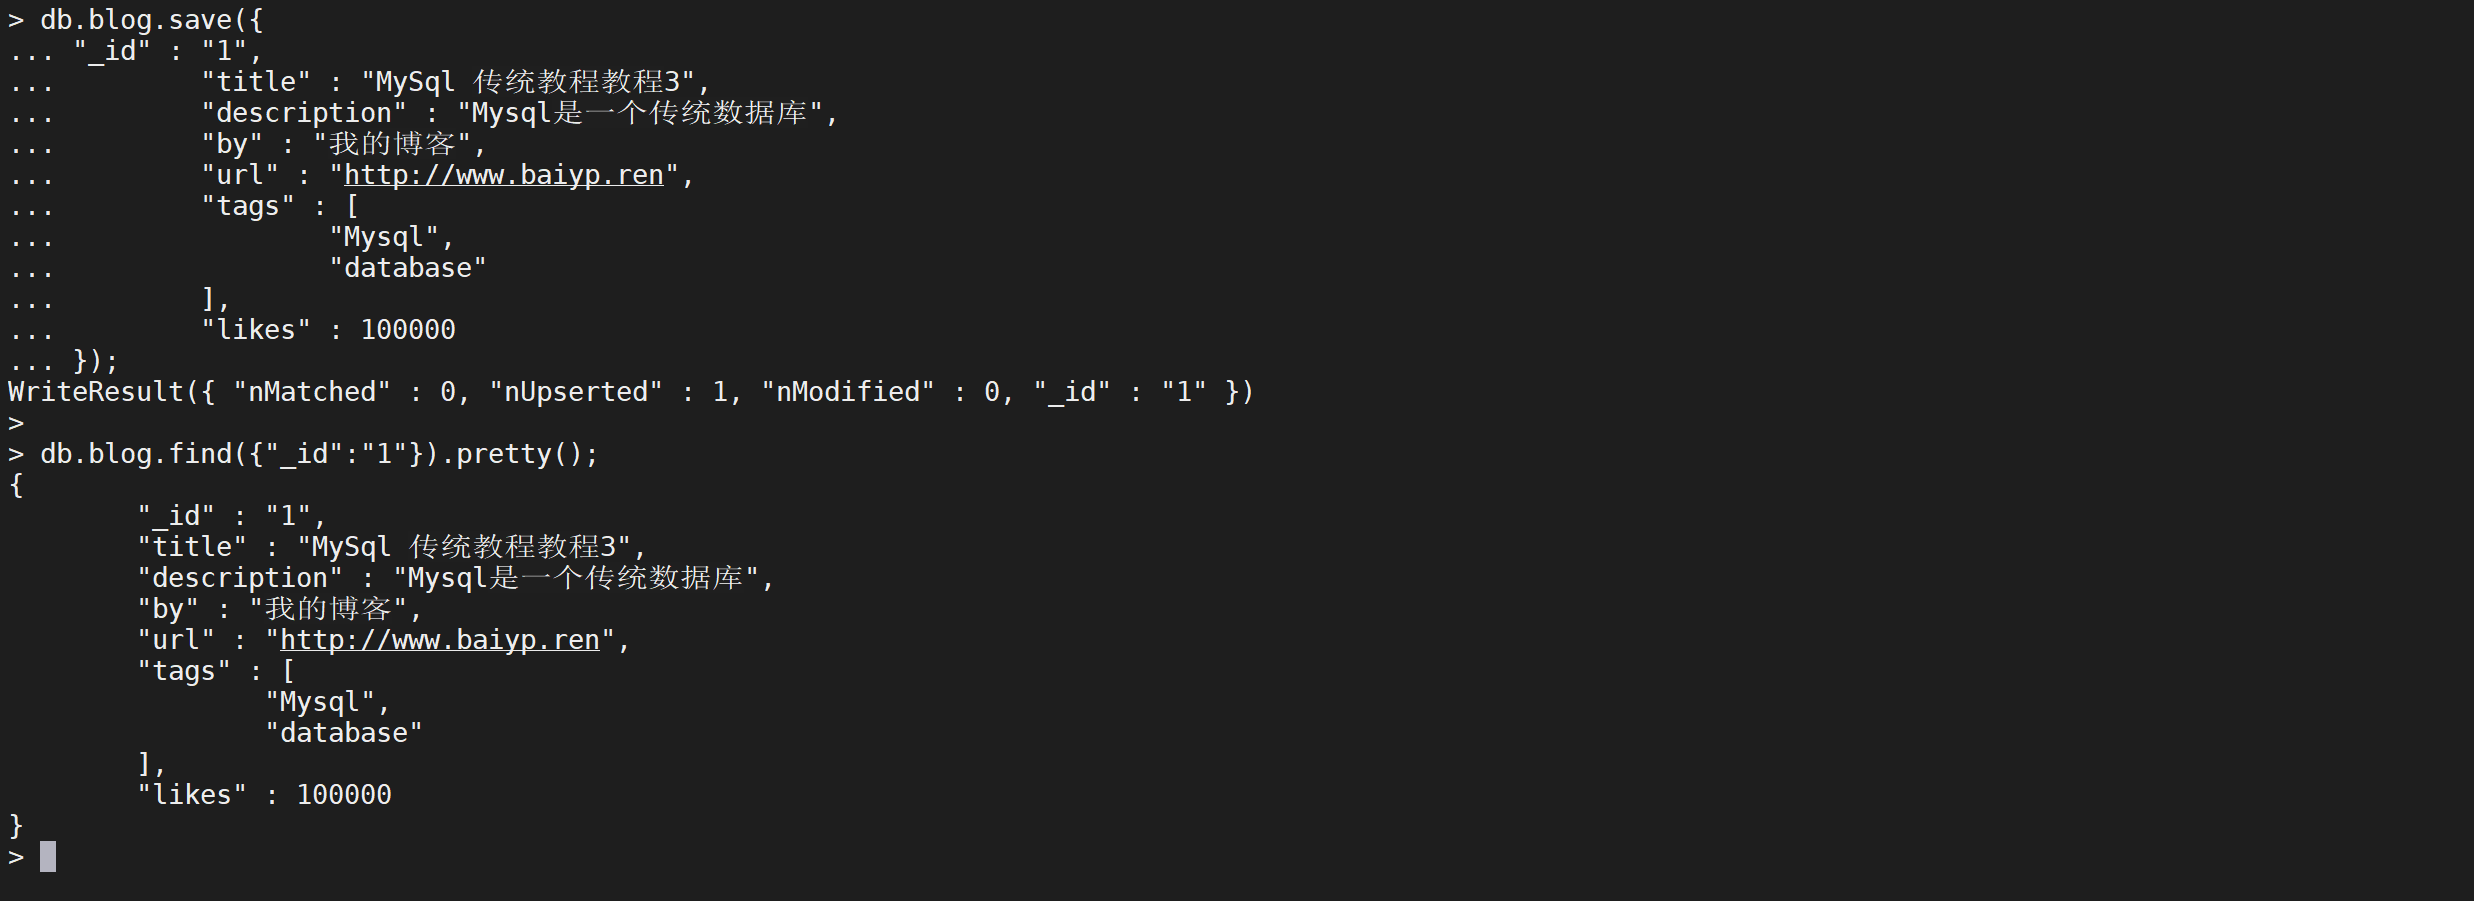 > db.blog.save({
... "_id" : "1",
...         "title" : "MySql 传统教程教程3",
...         "description" : "Mysql是一个传统数据库",
...         "by" : "我的博客",
...         "url" : "http://www.baiyp.ren",
...         "tags" : [
...                 "Mysql",
...                 "database"
...         ],
...         "likes" : 100000
... });
WriteResult({ "nMatched" : 0, "nUpserted" : 1, "nModified" : 0, "_id" : "1" })
>
> db.blog.find({"_id":"1"}).pretty();
{
        "_id" : "1",
        "title" : "MySql 传统教程教程3",
        "description" : "Mysql是一个传统数据库",
        "by" : "我的博客",
        "url" : "http://www.baiyp.ren",
        "tags" : [
                "Mysql",
                "database"
        ],
        "likes" : 100000
}
>